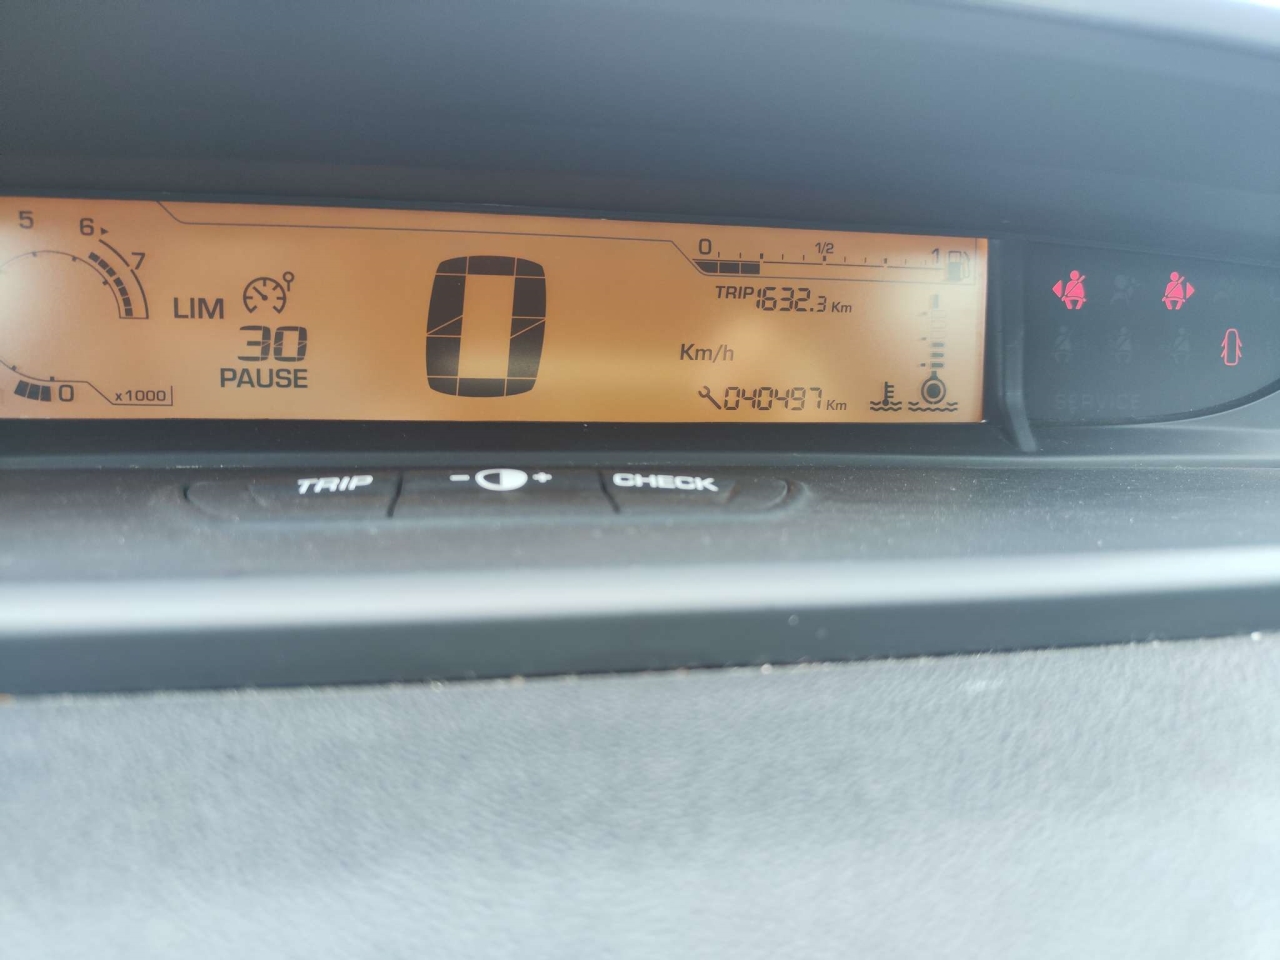 5 6 7
0 x1000
LIM
30
PAUSE
0
0 1/2 1
TRIP 1632.3 Km
Km/h
040497 Km
SERVICE
TRIP - + CHECK